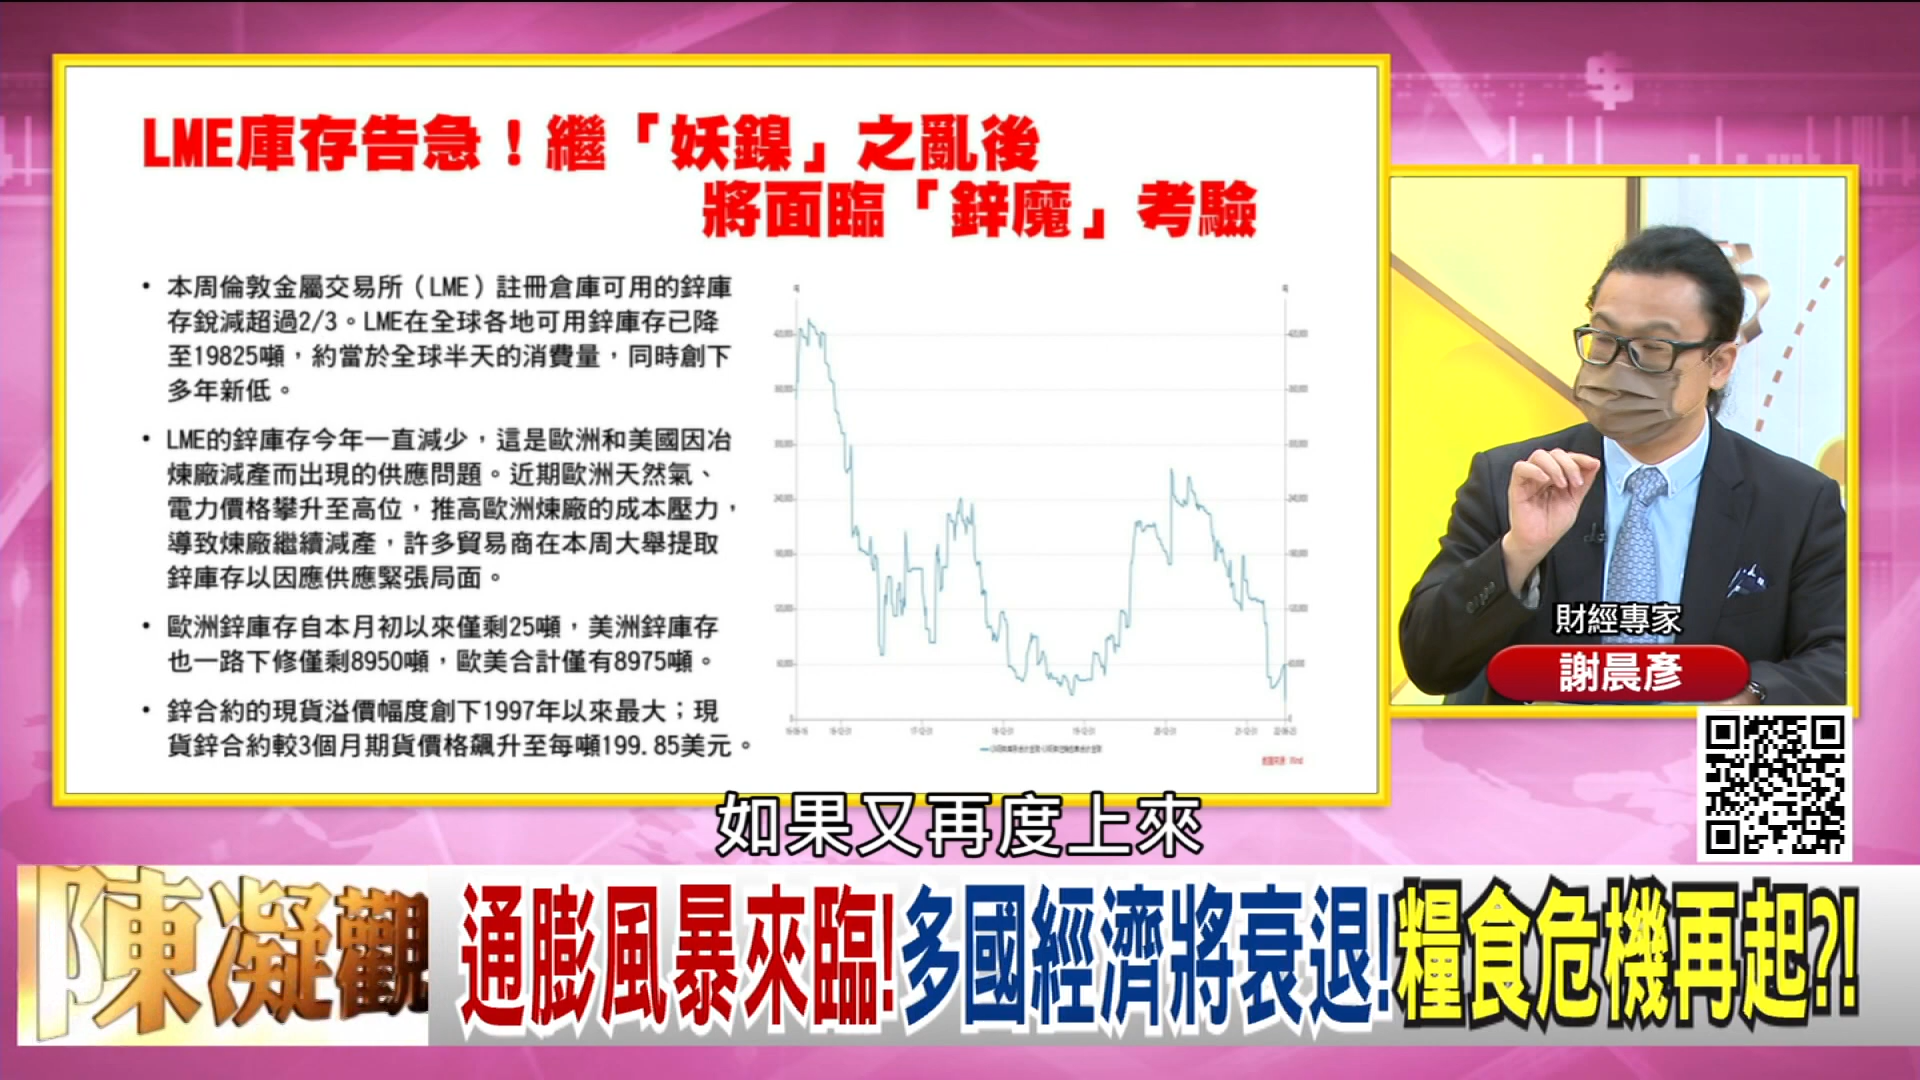 LME庫存告急！繼「妖鎳」之亂後
將面臨「鋅魔」考驗
• 本周倫敦金屬交易所（LME）註冊倉庫可用的鋅庫
存銳減超過2/3。LME在全球各地可用鋅庫存已降
至19825噸，約當於全球半天的消費量，同時創下
多年新低。
• LME的鋅庫存今年一直減少，這是歐洲和美國因冶
煉廠減產而出現的供應問題。近期歐洲天然氣、
電力價格攀升至高位，推高歐洲煉廠的成本壓力，
導致煉廠繼續減產，許多貿易商在本周大舉提取
鋅庫存以因應供應緊張局面。
• 歐洲鋅庫存自本月初以來僅剩25噸，美洲鋅庫存
也一路下修僅剩8950噸，歐美合計僅有8975噸。
• 鋅合約的現貨溢價幅度創下1997年以來最大；現
貨鋅合約較3個月期貨價格飆升至每噸199.85美元。
財經專家
謝晨彥
如果又再度上來
陳凝觀
通膨風暴來臨!多國經濟將衰退!糧食危機再起?!